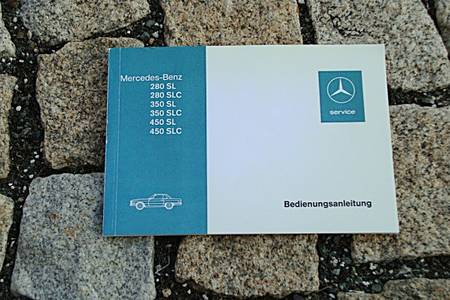 Mercedes-Benz
280 SL
280 SLC
350 SL
350 SLC
450 SL
450 SLC
service
Bedienungsanleitung